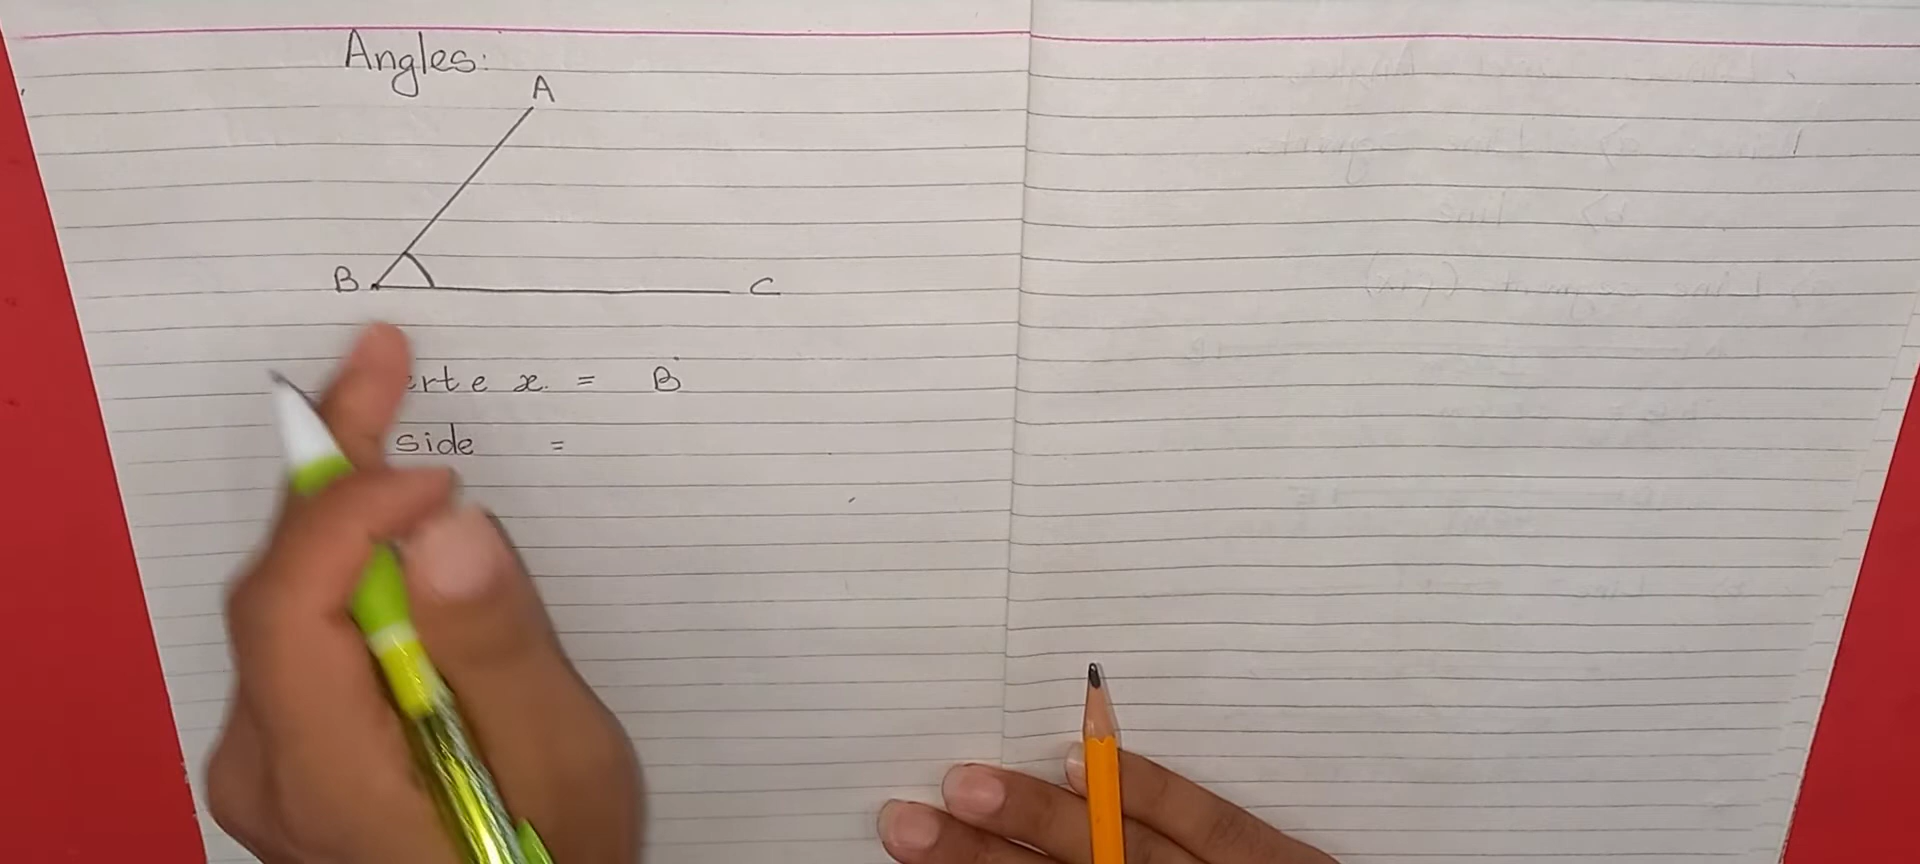 Angles:
A
B
C
erte x = B
side =